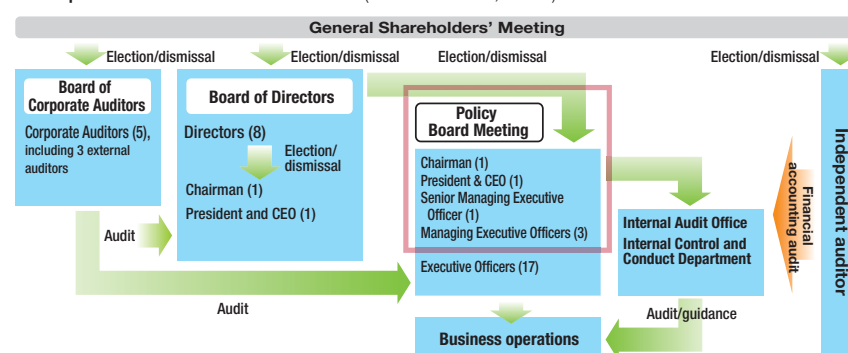 General Shareholders' Meeting
Election/dismissal
Election/dismissal
Election/dismissal
Election/dismissal
Board of
Corporate Auditors
Corporate Auditors (5),
including 3 external
auditors
Board of Directors
Directors (8)
Election/
dismissal
Chairman (1)
President and CEO (1)
Policy
Board Meeting
Chairman (1)
President & CEO (1)
Senior Managing Executive
Officer (1)
Managing Executive Officers (3)
Executive Officers (17)
Internal Audit Office
Internal Control and
Conduct Department
Financial
accounting audit
Independent auditor
Audit
Audit
Audit/guidance
Business operations